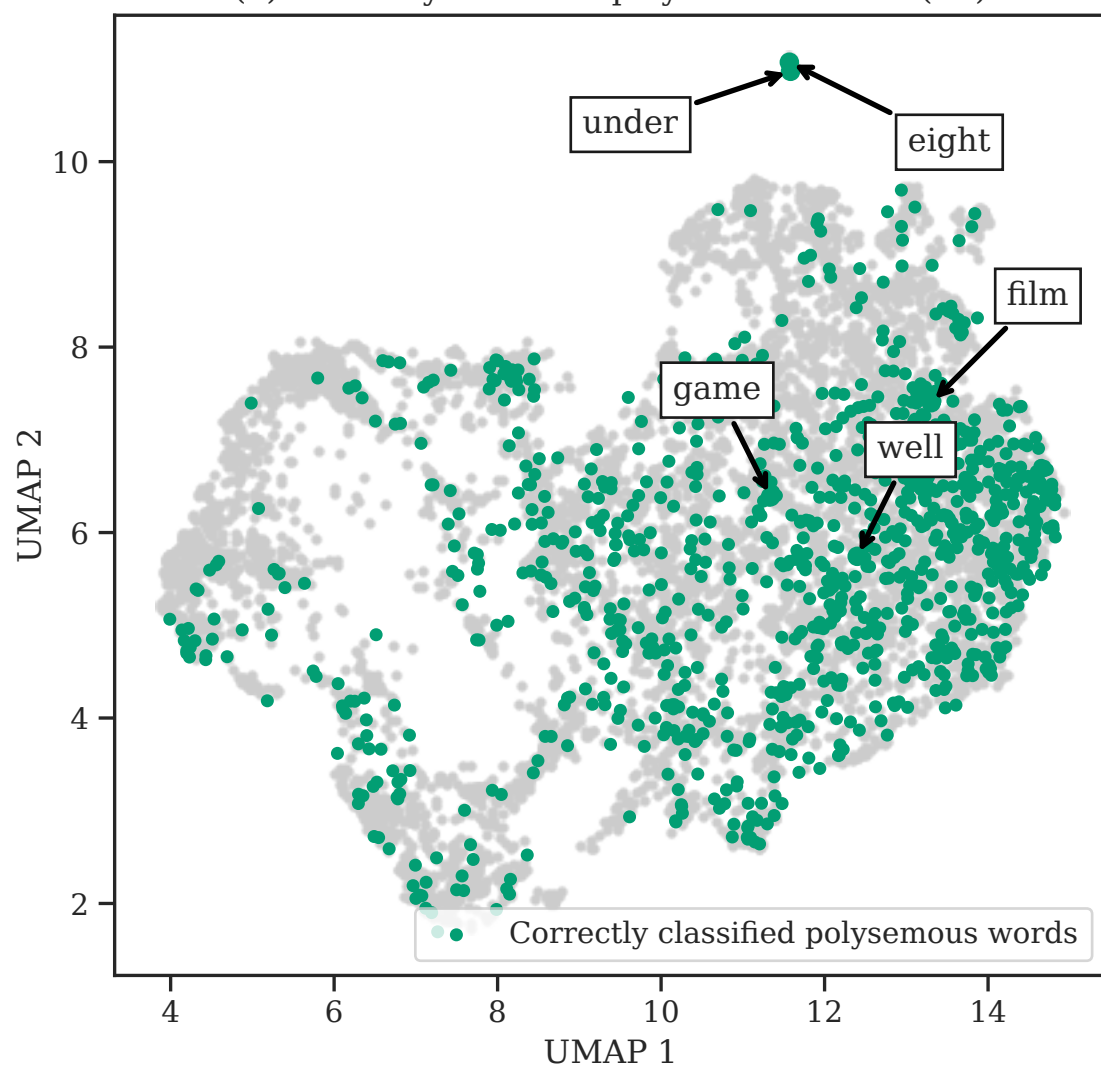 under
eight
10
film
8
game
well
6
UMAP 2
4
2
Correctly classified polysemous words
4 6 8 10 12 14
UMAP 1